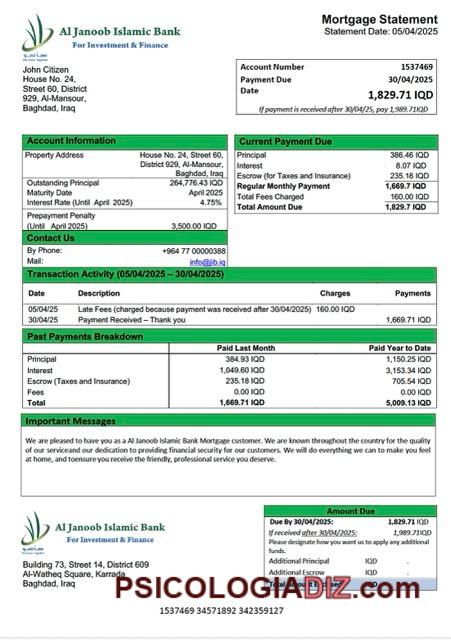 Al Janoob Islamic Bank
For Investment & Finance
Mortgage Statement
Statement Date: 05/04/2025
John Citizen
House No. 24,
Street 60, District
929, Al-Mansour,
Baghdad, Iraq
Account Number 1537469
Payment Due 30/04/2025
Date 1,829.71 IQD
If payment is received after 30/04/25, pay 1,989.71IQD
Account Information
Property Address House No. 24, Street 60,
District 929, Al-Mansour,
Baghdad, Iraq
Outstanding Principal 264,776.43 IQD
Maturity Date April 2025
Interest Rate (Until April 2025) 4.75%
Prepayment Penalty
(Until April 2025) 3,500.00 IQD
Contact Us
By Phone: +964 77 00000388
Mail: info@jib.iq
Current Payment Due
Principal 386.46 IQD
Interest 8.07 IQD
Escrow (for Taxes and Insurance) 235.18 IQD
Regular Monthly Payment 1,669.7 IQD
Total Fees Charged 160.00 IQD
Total Amount Due 1,829.7 IQD
Transaction Activity (05/04/2025 – 30/04/2025)
Date Description Charges Payments
05/04/25 Late Fees (charged because payment was received after 30/04/2025) 160.00 IQD
30/04/25 Payment Received – Thank you 1,669.71 IQD
Past Payments Breakdown
Paid Last Month Paid Year to Date
Principal 384.93 IQD 1,150.25 IQD
Interest 1,049.60 IQD 3,153.34 IQD
Escrow (Taxes and Insurance) 235.18 IQD 705.54 IQD
Fees 0.00 IQD 0.00 IQD
Total 1,669.71 IQD 5,009.13 IQD
Important Messages
We are pleased to have you as a Al Janoob Islamic Bank Mortgage customer. We are known throughout the country for the quality
of our serviceand our dedication to providing financial security for our customers. We will do everything we can to make you feel
at home, and toensure you receive the friendly, professional service you deserve.
Al Janoob Islamic Bank
For Investment & Finance
Building 73, Street 14, District 609
Al-Watheq Square, Karrada,
Baghdad, Iraq
Amount Due
Due By 30/04/2025: 1,829.71 IQD
If received after 30/04/2025: 1,989.71IQD
Please designate how you want us to apply any additional
funds.
Additional Principal IQD -
Additional Escrow IQD -
PSICOLOGIADIZ.com
1537469 34571892 342359127